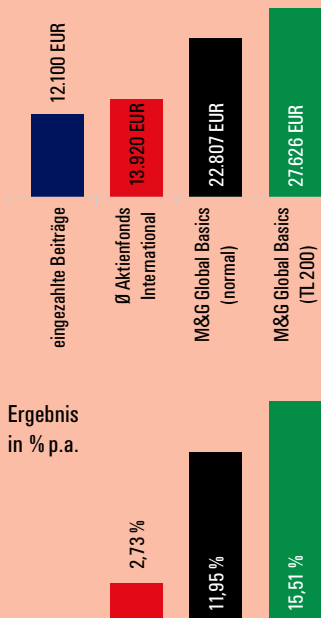 12.100 EUR
13.920 EUR
22.807 EUR
27.626 EUR
eingezahlte Beiträge
Ø Aktienfonds
International
M&G Global Basics
(normal)
M&G Global Basics
(TL 200)
Ergebnis
in % p.a.
2,73 %
11,95 %
15,51 %